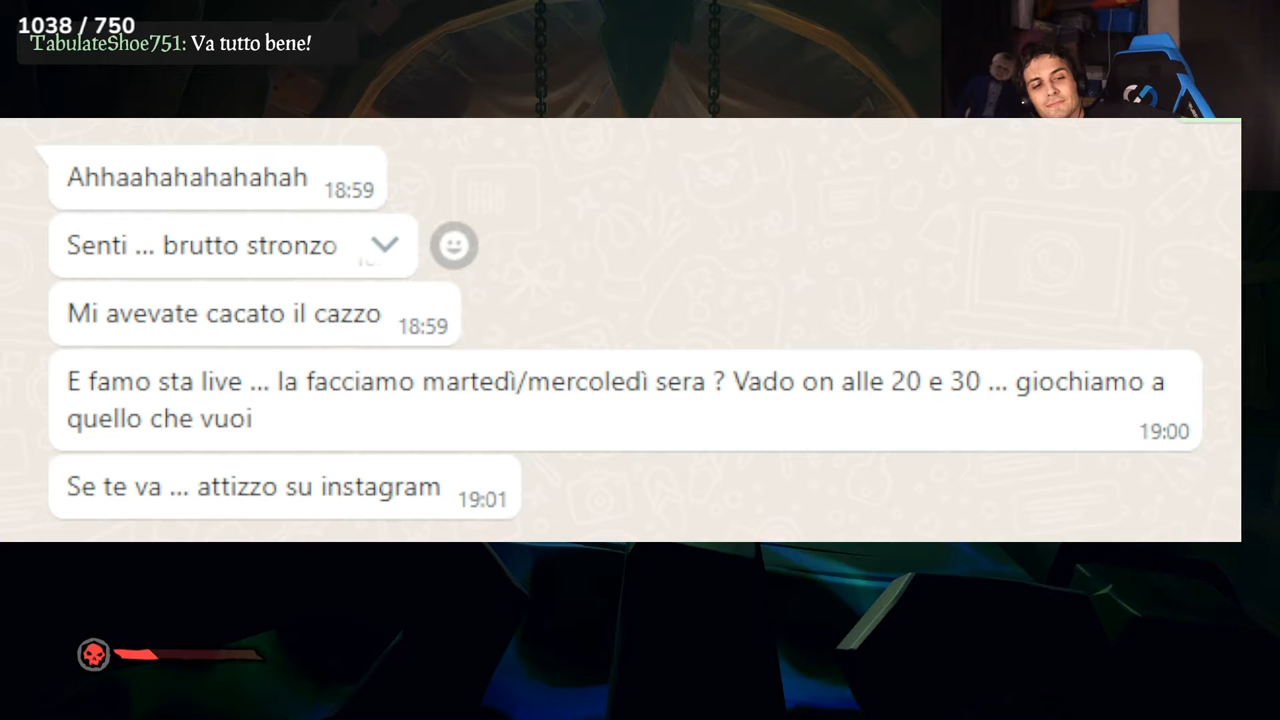 1038 / 750
TabulateShoe751: Va tutto bene!
Ahhaahahahahahah 18:59
Senti ... brutto stronzo
Mi avevate cacato il cazzo 18:59
E famo sta live ... la facciamo martedì/mercoledì sera ? Vado on alle 20 e 30 ... giochiamo a
quello che vuoi 19:00
Se te va ... attizzo su instagram 19:01